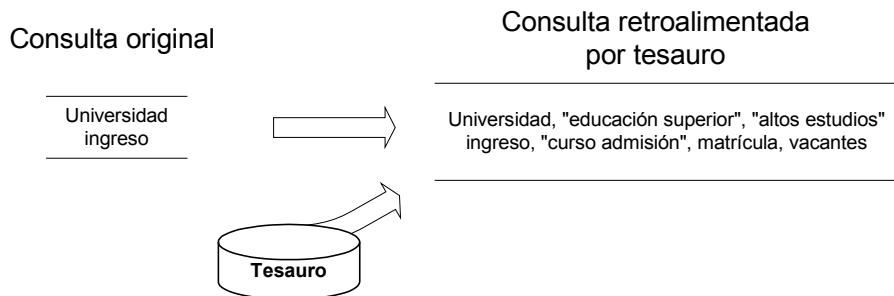 Consulta original
Universidad
ingreso
Consulta retroalimentada
por tesauro
Universidad, "educación superior", "altos estudios"
ingreso, "curso admisión", matrícula, vacantes
Tesauro